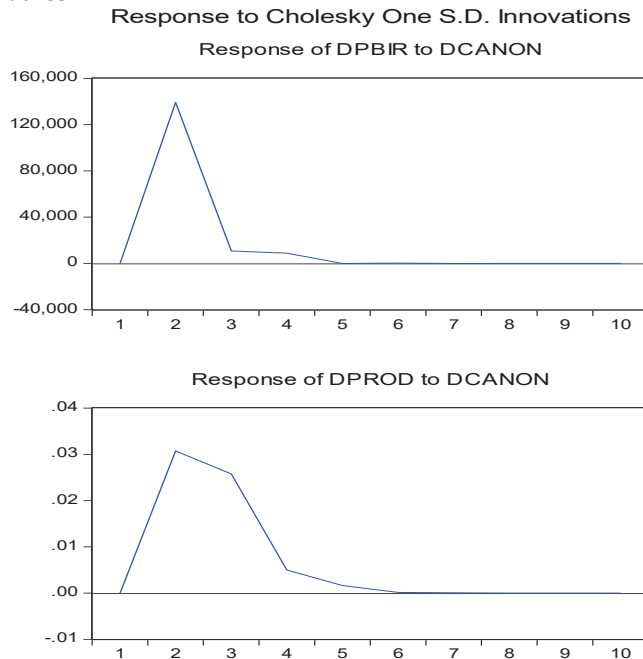 Response to Cholesky One S.D. Innovations
Response of DPBIR to DCANON
160,000
120,000
80,000
40,000
0
-40,000
1 2 3 4 5 6 7 8 9 10
Response of DPROD to DCANON
.04
.03
.02
.01
.00
-.01
1 2 3 4 5 6 7 8 9 10